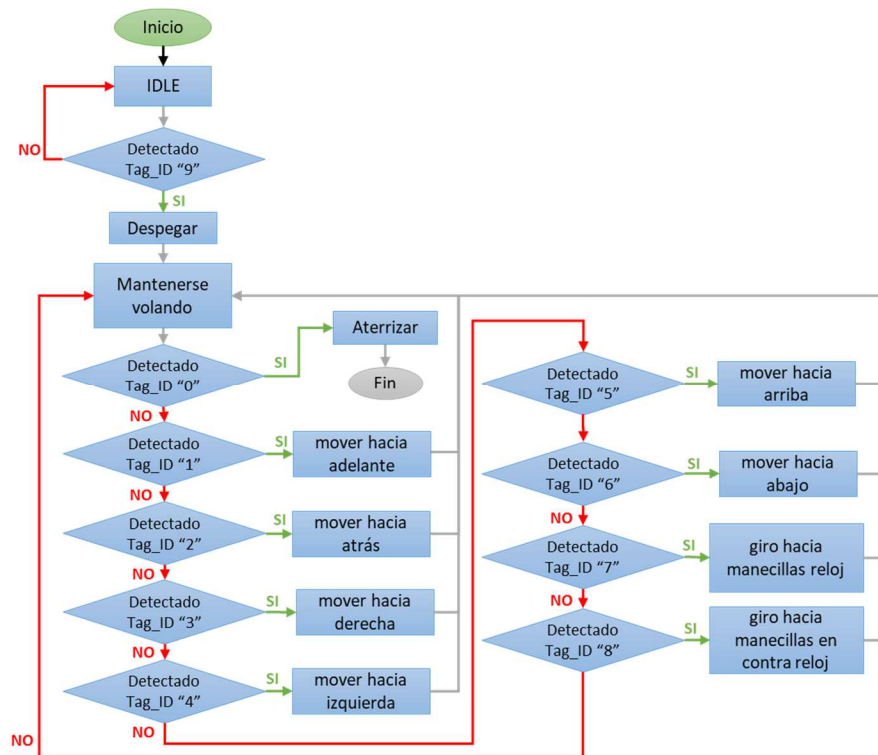 Inicio
IDLE
NO
Detectado
Tag_ID “9”
SI
Despegar
Mantenerse
volando
Detectado
Tag_ID “0”
SI
Aterrizar
Fin
NO
Detectado
Tag_ID “1”
SI
mover hacia
adelante
NO
Detectado
Tag_ID “2”
SI
mover hacia
atrás
NO
Detectado
Tag_ID “3”
SI
mover hacia
derecha
NO
Detectado
Tag_ID “4”
SI
mover hacia
izquierda
NO
NO
Detectado
Tag_ID “5”
SI
mover hacia
arriba
Detectado
Tag_ID “6”
SI
mover hacia
abajo
NO
Detectado
Tag_ID “7”
SI
giro hacia
manecillas reloj
NO
Detectado
Tag_ID “8”
SI
giro hacia
manecillas en
contra reloj